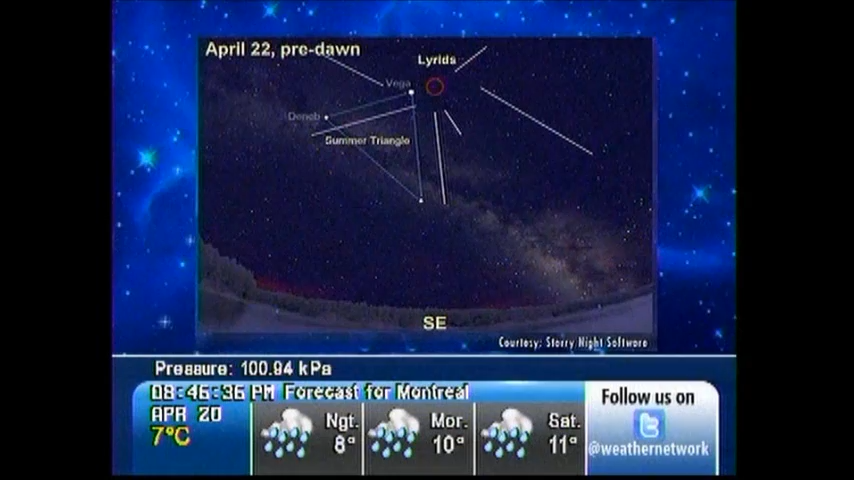 April 22, pre-dawn
Lyrids
Vega
Deneb
Summer Triangle
SE
Courtesy: Starry Night Software
Pressure: 100.94 kPa
08:46:36 PM Forecast for Montreal
APR 20
7°C
Ngt.
8°
Mor.
10°
Sat.
11°
Follow us on
@weathernetwork